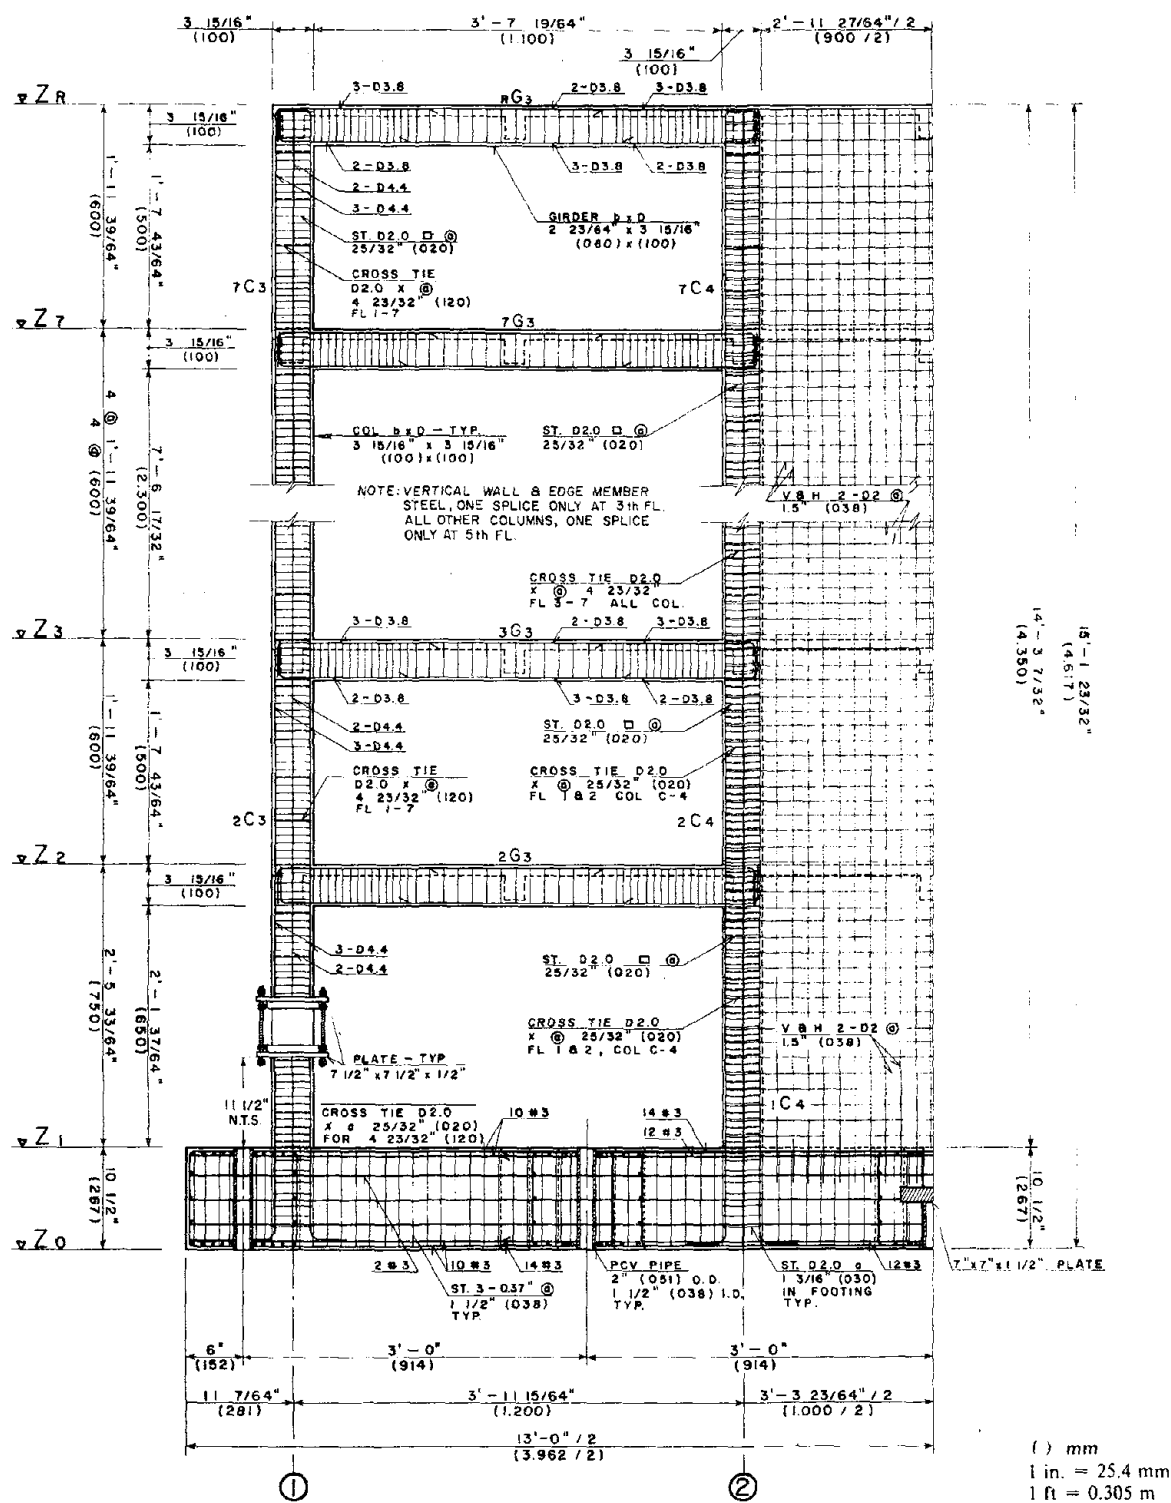 3 15/16"
(100)
3'-7 19/64"
(1.100)
3 15/16"
(100)
2'-11 27/64"/2
(900/2)
Z R
3-D3.8
RG3
2-D3.8
3-D3.8
3 15/16"
(100)
2-D3.8
3-D3.8
2-D3.8
2-D4.4
3-D4.4
1'-11 39/64"
(600)
1'-7 43/64"
(500)
GIRDER b x D
2 23/64" x 3 15/16"
(060) x (100)
ST. D2.0 □ @
25/32" (020)
CROSS TIE
D2.0 x @
4 23/32" (120)
FL 1-7
7C3
7C4
Z 7
7G3
3 15/16"
(100)
COL b x D-TYP.
3 15/16" x 3 15/16"
(100) x (100)
ST. D2.0 □ @
25/32" (020)
4 @ 1'-11 39/64"
4 @ (600)
7'-6 17/32"
(2.300)
NOTE: VERTICAL WALL & EDGE MEMBER
STEEL, ONE SPLICE ONLY AT 3th FL.
ALL OTHER COLUMNS, ONE SPLICE
ONLY AT 5th FL.
V & H 2-D2 @
1.5" (038)
CROSS TIE D2.0
x @ 4 23/32"
FL 3-7 ALL COL.
Z 3
3-D3.8
3G3
2-D3.8
3-D3.8
3 15/16"
(100)
2-D3.8
3-D3.8
2-D3.8
2-D4.4
3-D4.4
ST. D2.0 □ @
25/32" (020)
1'-11 39/64"
(600)
1'-7 43/64"
(500)
CROSS TIE
D2.0 x @
4 23/32" (120)
FL 1-7
CROSS TIE D2.0
x @ 25/32" (020)
FL 1 & 2 COL C-4
14'-3 7/32"
(4.350)
15'-1 23/32"
(4.617)
2C3
2C4
Z 2
2G3
3 15/16"
(100)
3-D4.4
2-D4.4
ST. D2.0 □ @
25/32" (020)
2'-5 33/64"
(750)
2'-1 37/64"
(650)
CROSS TIE D2.0
x @ 25/32" (020)
FL 1 & 2, COL C-4
V & H 2-D2 @
1.5" (038)
PLATE-TYP
7 1/2" x 7 1/2" x 1/2"
11 1/2"
N.T.S.
CROSS TIE D2.0
x @ 25/32" (020)
FOR 4 23/32" (120)
10 #3
14 #3
12 #3
1C4
Z 1
10 1/2"
(267)
10 1/2"
(267)
Z 0
2 #3
10 #3
14 #3
ST. 3-0.37" @
1 1/2" (038)
TYP.
PCV PIPE
2" (051) O.D.
1 1/2" (038) I.D.
TYP.
ST. D2.0 @
1 3/16" (030)
IN FOOTING
TYP.
12#3
7"x7"x1 1/2" PLATE
6"
(152)
3'-0"
(914)
3'-0"
(914)
11 7/64"
(281)
3'-11 15/64"
(1.200)
3'-3 23/64"/2
(1.000/2)
13'-0"/2
(3.962/2)
1
2
( ) mm
1 in. = 25.4 mm
1 ft = 0.305 m